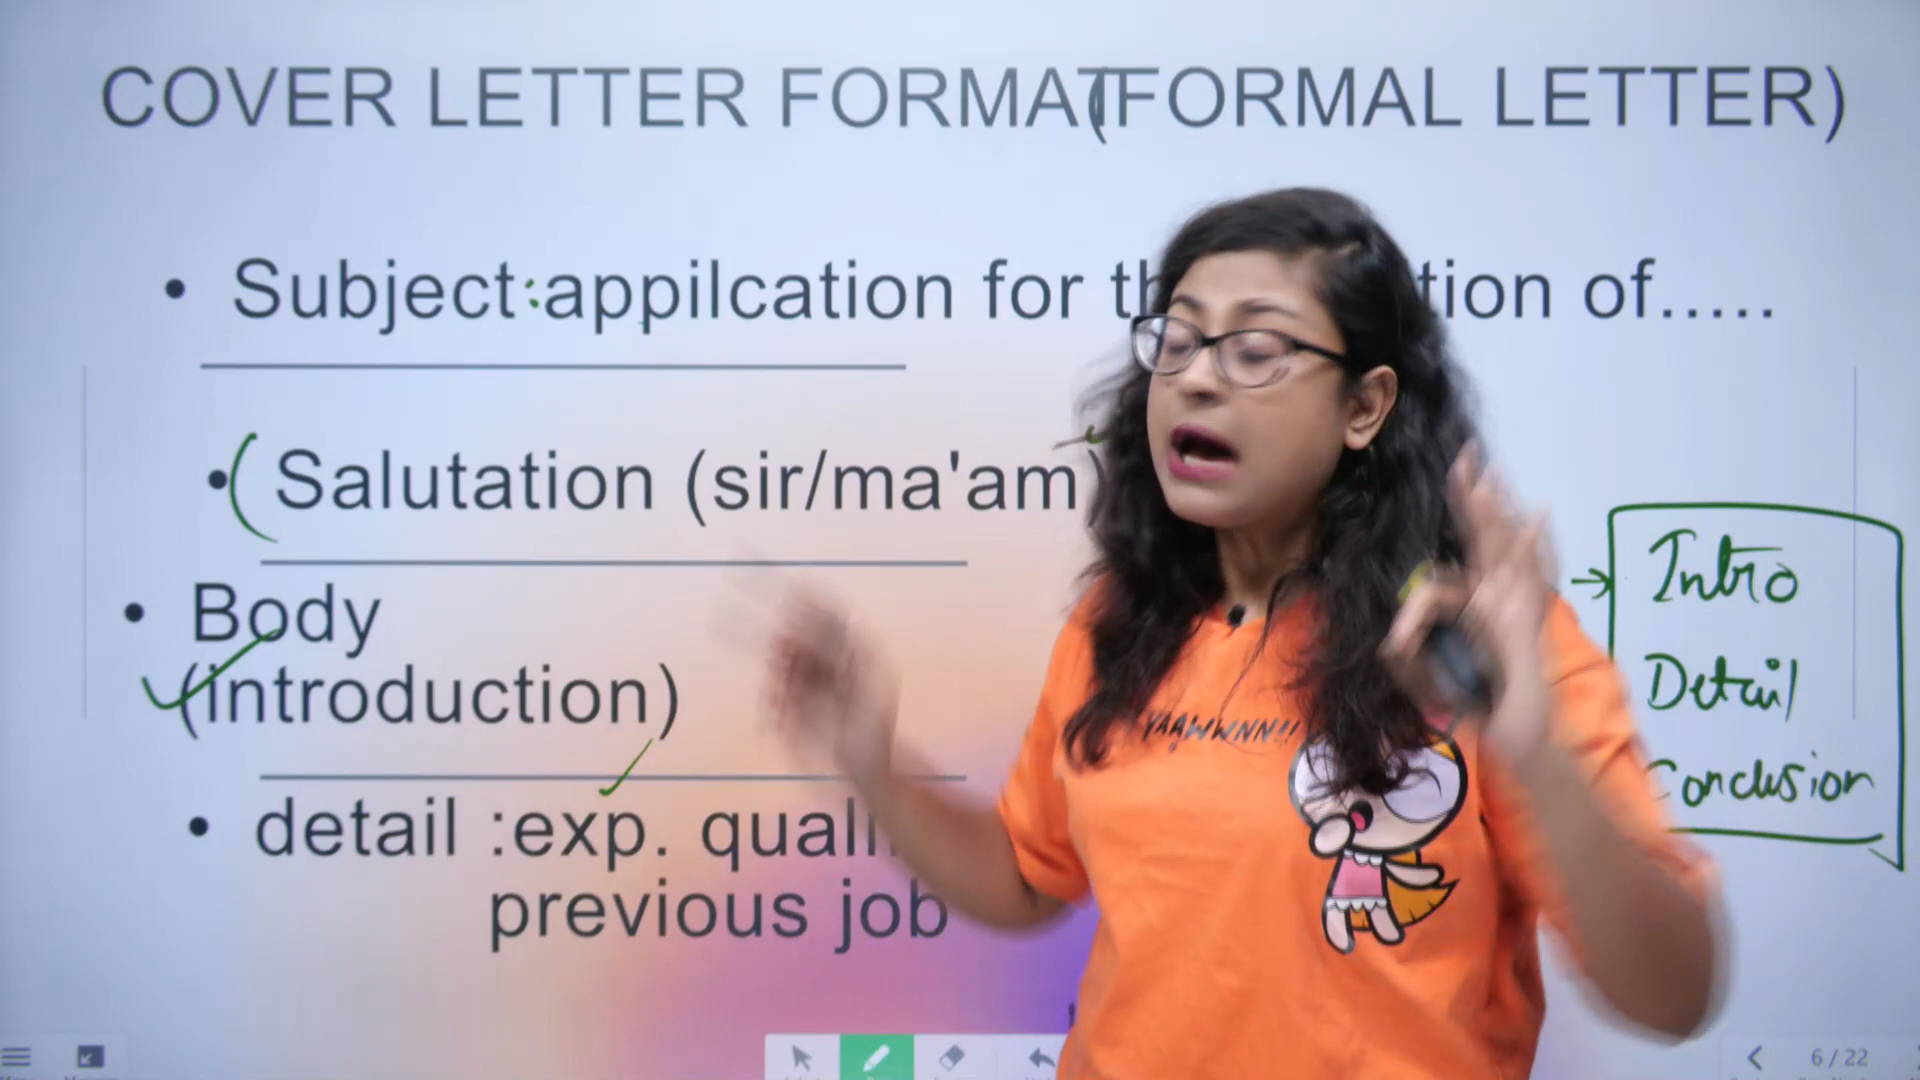 COVER LETTER FORMAT(FORMAL LETTER)
• Subject:appilcation for tion of.....
• ( Salutation (sir/ma'am)
• Body
(introduction)
• detail :exp. quali
previous job
Intro
Detail
Conclusion
YAAWWNN!!
6 / 22